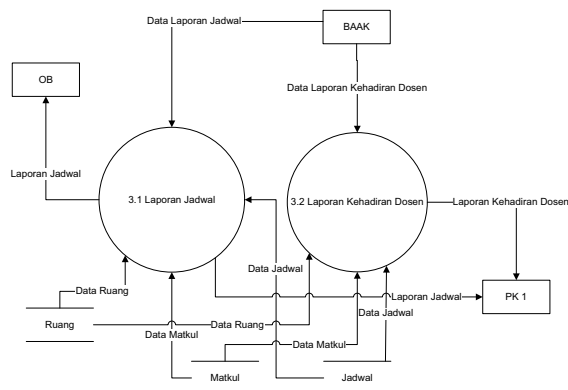 Data Laporan Jadwal
BAAK
OB
Data Laporan Kehadiran Dosen
Laporan Jadwal
3.1 Laporan Jadwal
3.2 Laporan Kehadiran Dosen
Laporan Kehadiran Dosen
Data Jadwal
Data Ruang
Laporan Jadwal
PK 1
Data Jadwal
Ruang
Data Matkul
Data Ruang
Data Matkul
Matkul
Jadwal